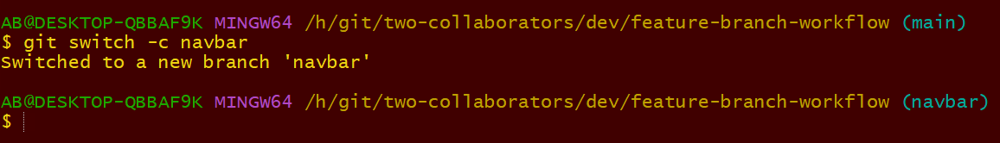 AB@DESKTOP-QBBAF9K MINGW64 /h/git/two-collaborators/dev/feature-branch-workflow (main)
$ git switch -c navbar
Switched to a new branch 'navbar'
AB@DESKTOP-QBBAF9K MINGW64 /h/git/two-collaborators/dev/feature-branch-workflow (navbar)
$